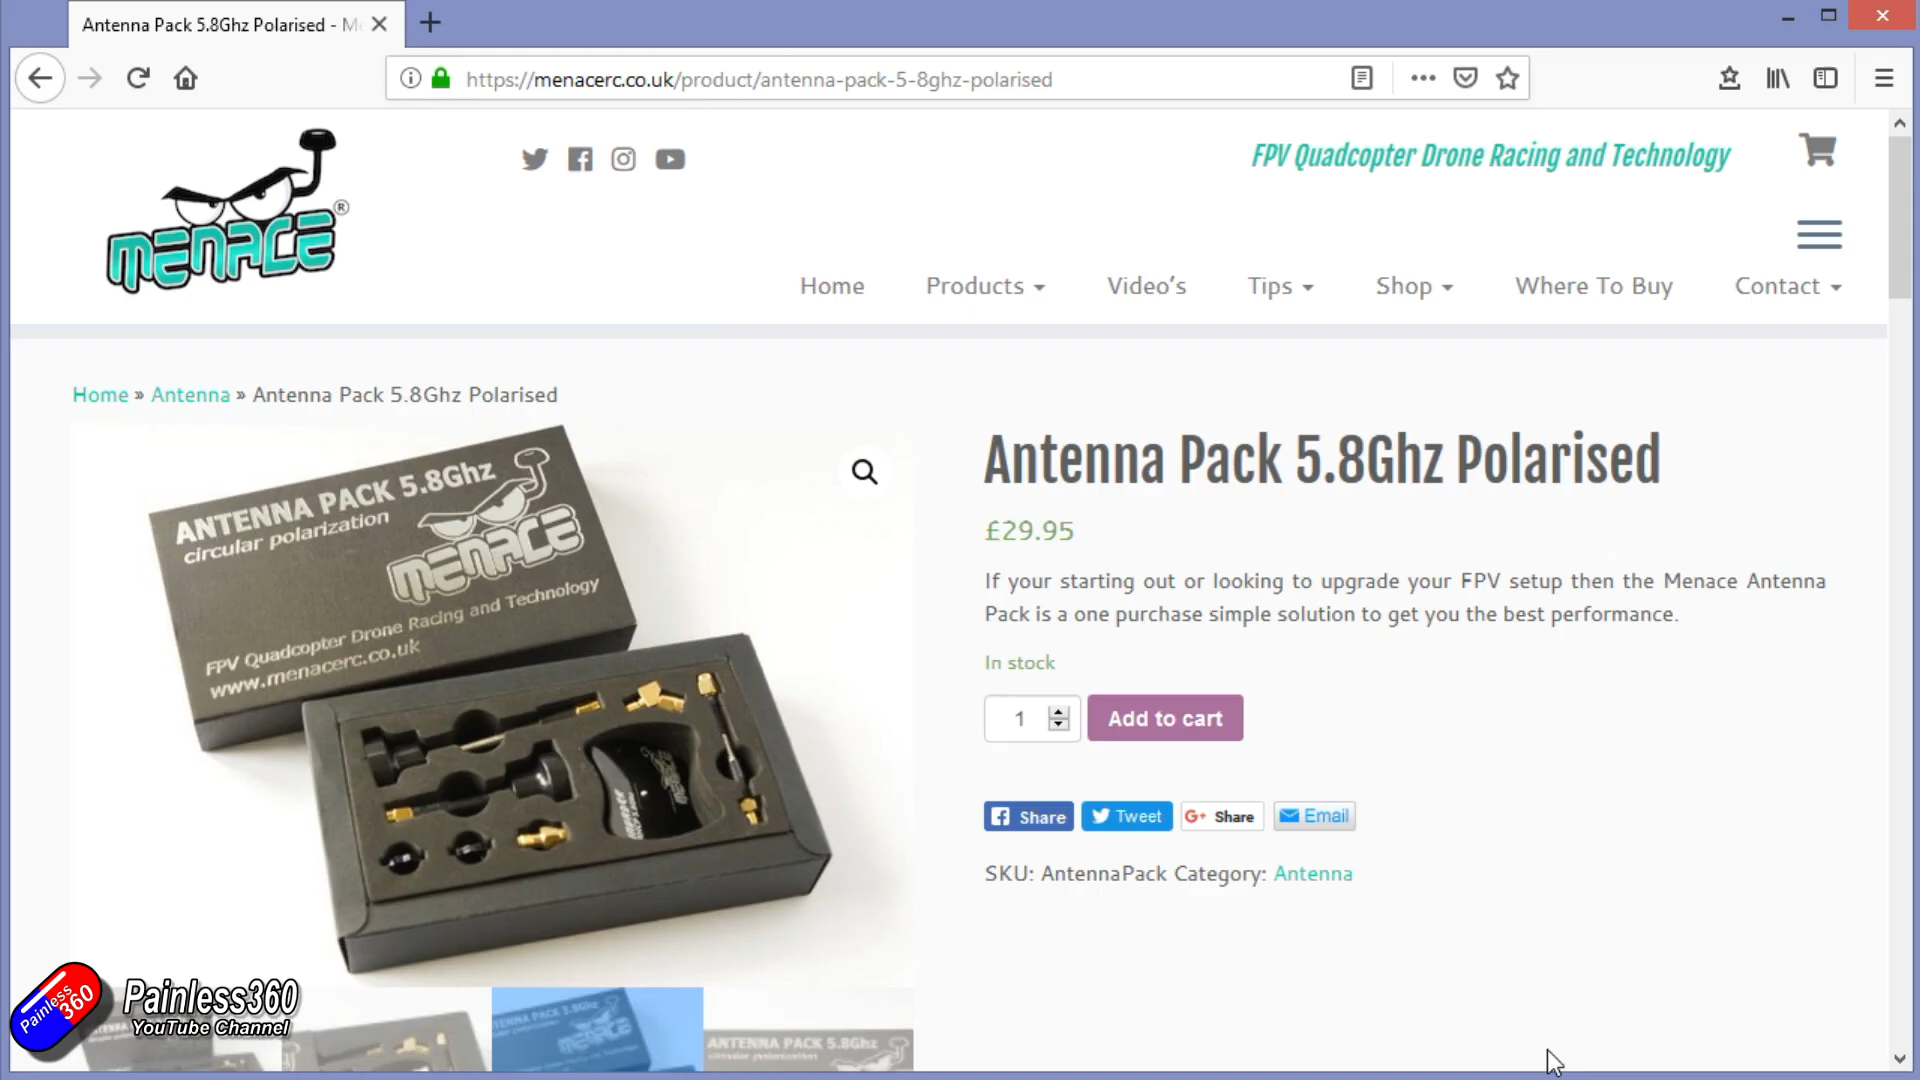 Antenna Pack 5.8Ghz Polarised - M
https://menacerc.co.uk/product/antenna-pack-5-8ghz-polarised
MENACE ®
FPV Quadcopter Drone Racing and Technology
Home
Products
Video's
Tips
Shop
Where To Buy
Contact
Home » Antenna » Antenna Pack 5.8Ghz Polarised
ANTENNA PACK 5.8Ghz
circular polarization
MENACE
FPV Quadcopter Drone Racing and Technology
www.menacerc.co.uk
Antenna Pack 5.8Ghz Polarised
£29.95
If your starting out or looking to upgrade your FPV setup then the Menace Antenna
Pack is a one purchase simple solution to get you the best performance.
In stock
1
Add to cart
Share
Tweet
G+ Share
Email
SKU: AntennaPack Category: Antenna
Painless 360
Painless360
YouTube Channel
ANTENNA PACK 5.8Ghz